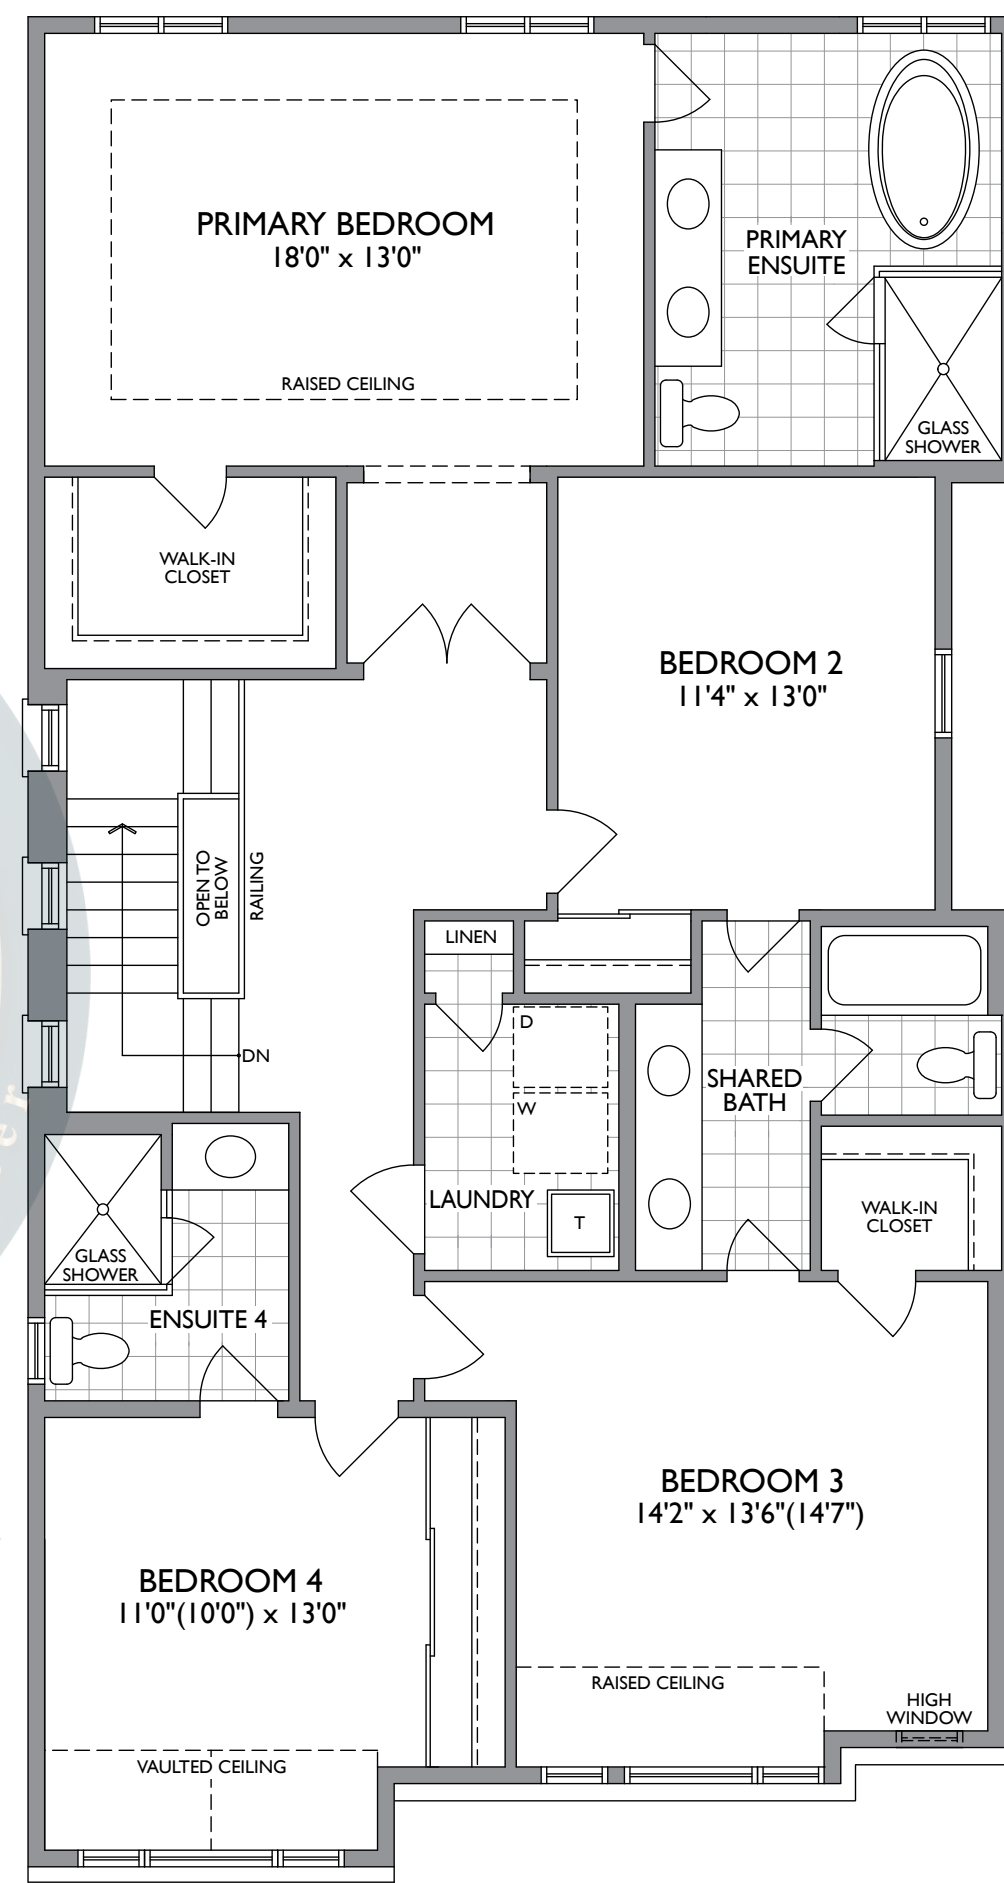 PRIMARY BEDROOM
18'0" x 13'0"
RAISED CEILING
PRIMARY
ENSUITE
GLASS
SHOWER
WALK-IN
CLOSET
BEDROOM 2
11'4" x 13'0"
OPEN TO
BELOW
RAILING
DN
LINEN
D
W
LAUNDRY
T
SHARED
BATH
WALK-IN
CLOSET
GLASS
SHOWER
ENSUITE 4
BEDROOM 3
14'2" x 13'6"(14'7")
RAISED CEILING
HIGH
WINDOW
BEDROOM 4
11'0"(10'0") x 13'0"
VAULTED CEILING